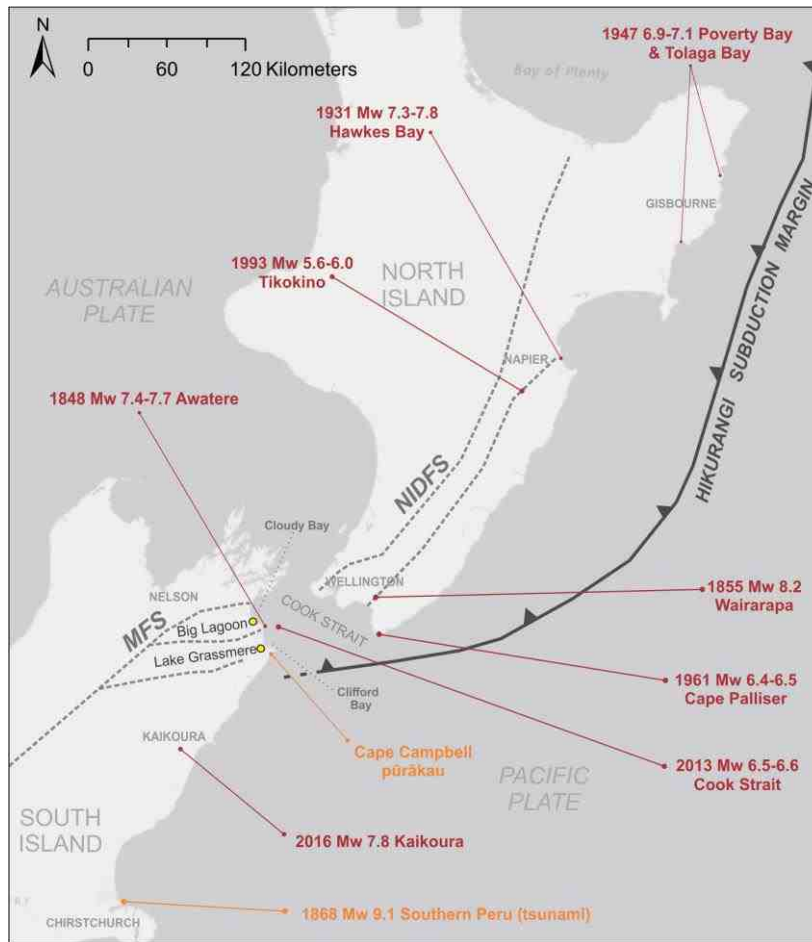 N
0 60 120 Kilometers
1947 6.9-7.1 Poverty Bay
& Tolaga Bay
Bay of Plenty
1931 Mw 7.3-7.8
Hawkes Bay
GISBOURNE
1993 Mw 5.6-6.0
Tikokino
NORTH
ISLAND
AUSTRALIAN
PLATE
HIKURANGI SUBDUCTION MARGIN
NAPIER
1848 Mw 7.4-7.7 Awatere
NIDFS
Cloudy Bay
WELLINGTON
1855 Mw 8.2
Wairarapa
NELSON
COOK STRAIT
MFS
Big Lagoon
Lake Grassmere
1961 Mw 6.4-6.5
Cape Palliser
Clifford
Bay
KAIKOURA
Cape Campbell
pūrākau
2013 Mw 6.5-6.6
Cook Strait
PACIFIC
PLATE
SOUTH
ISLAND
2016 Mw 7.8 Kaikoura
1868 Mw 9.1 Southern Peru (tsunami)
CHIRSTCHURCH